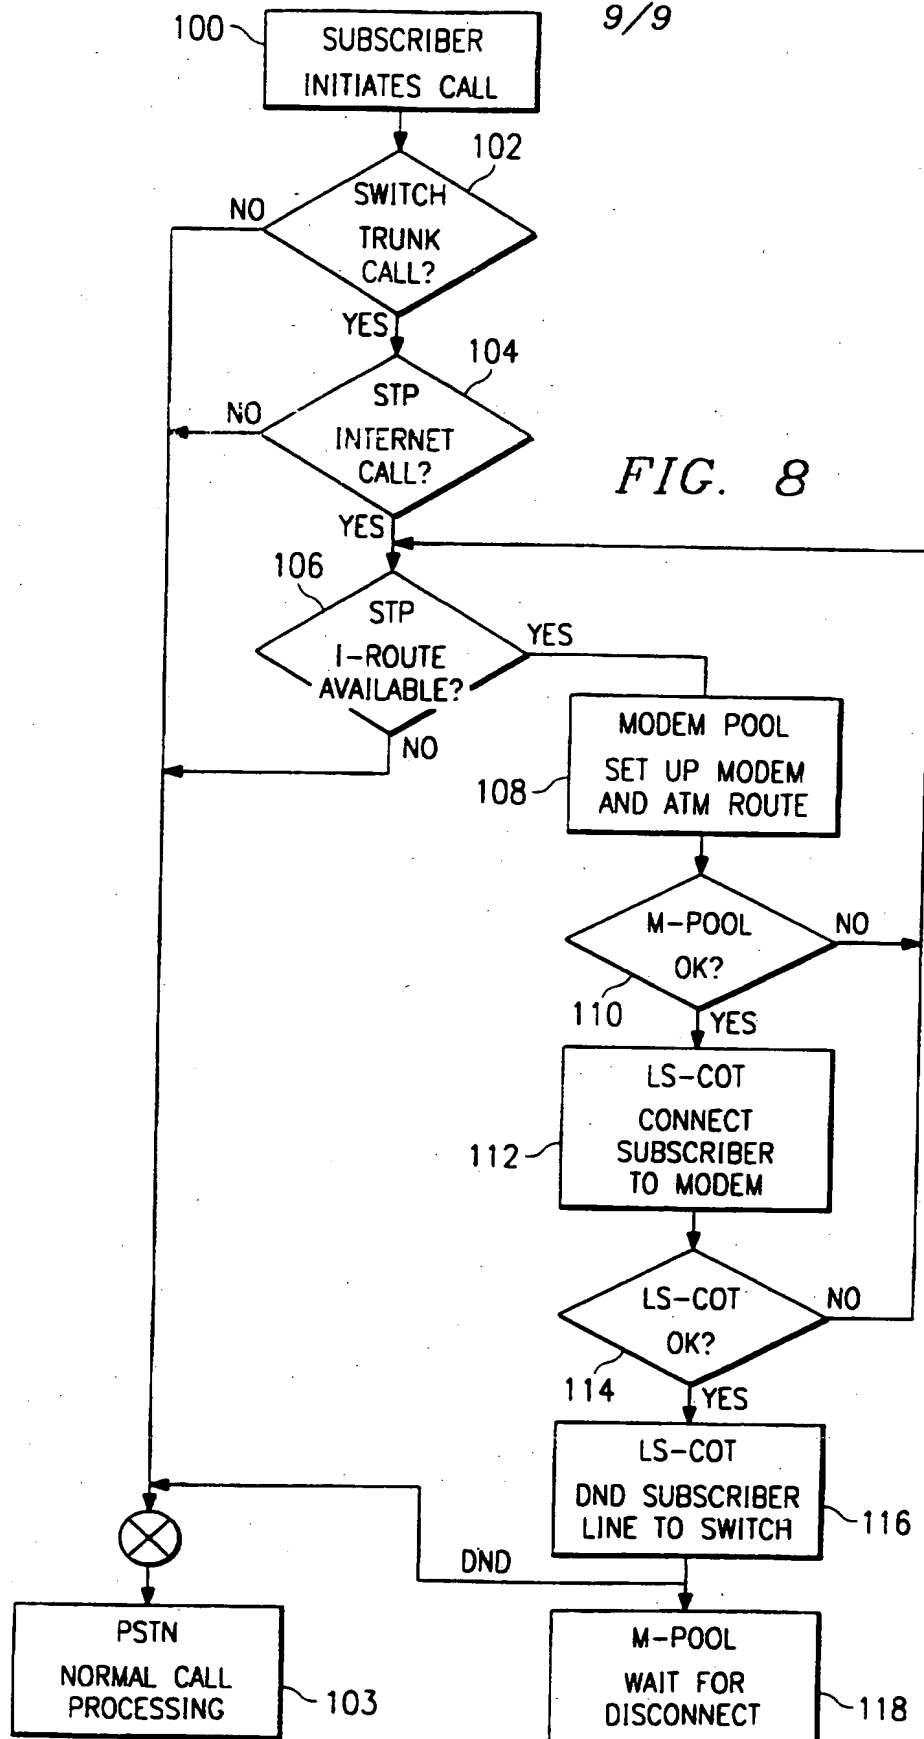 9/9
100
SUBSCRIBER
INITIATES CALL
102
SWITCH
TRUNK
CALL?
NO
YES
104
STP
INTERNET
CALL?
NO
YES
FIG. 8
106
STP
I-ROUTE
AVAILABLE?
YES
NO
MODEM POOL
SET UP MODEM
AND ATM ROUTE
108
M-POOL
OK?
NO
110
YES
LS-COT
CONNECT
SUBSCRIBER
TO MODEM
112
LS-COT
OK?
NO
114
YES
LS-COT
DND SUBSCRIBER
LINE TO SWITCH
116
DND
PSTN
NORMAL CALL
PROCESSING
103
M-POOL
WAIT FOR
DISCONNECT
118